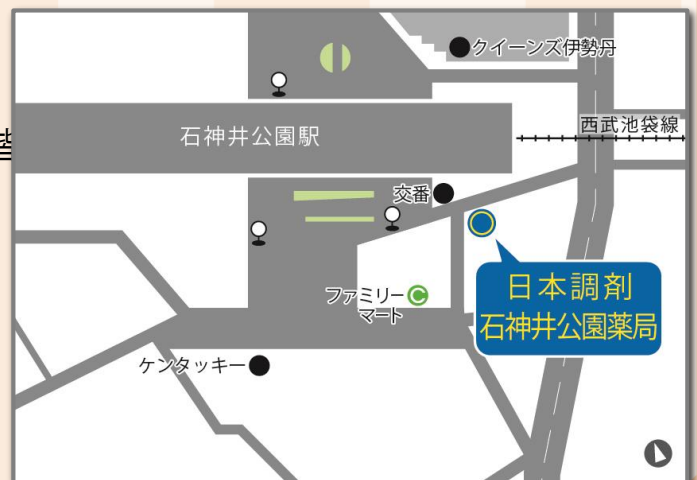 クイーンズ伊勢丹
石神井公園駅
西武池袋線
交番
ファミリー
マート
C
日本調剤
石神井公園薬局
ケンタッキー